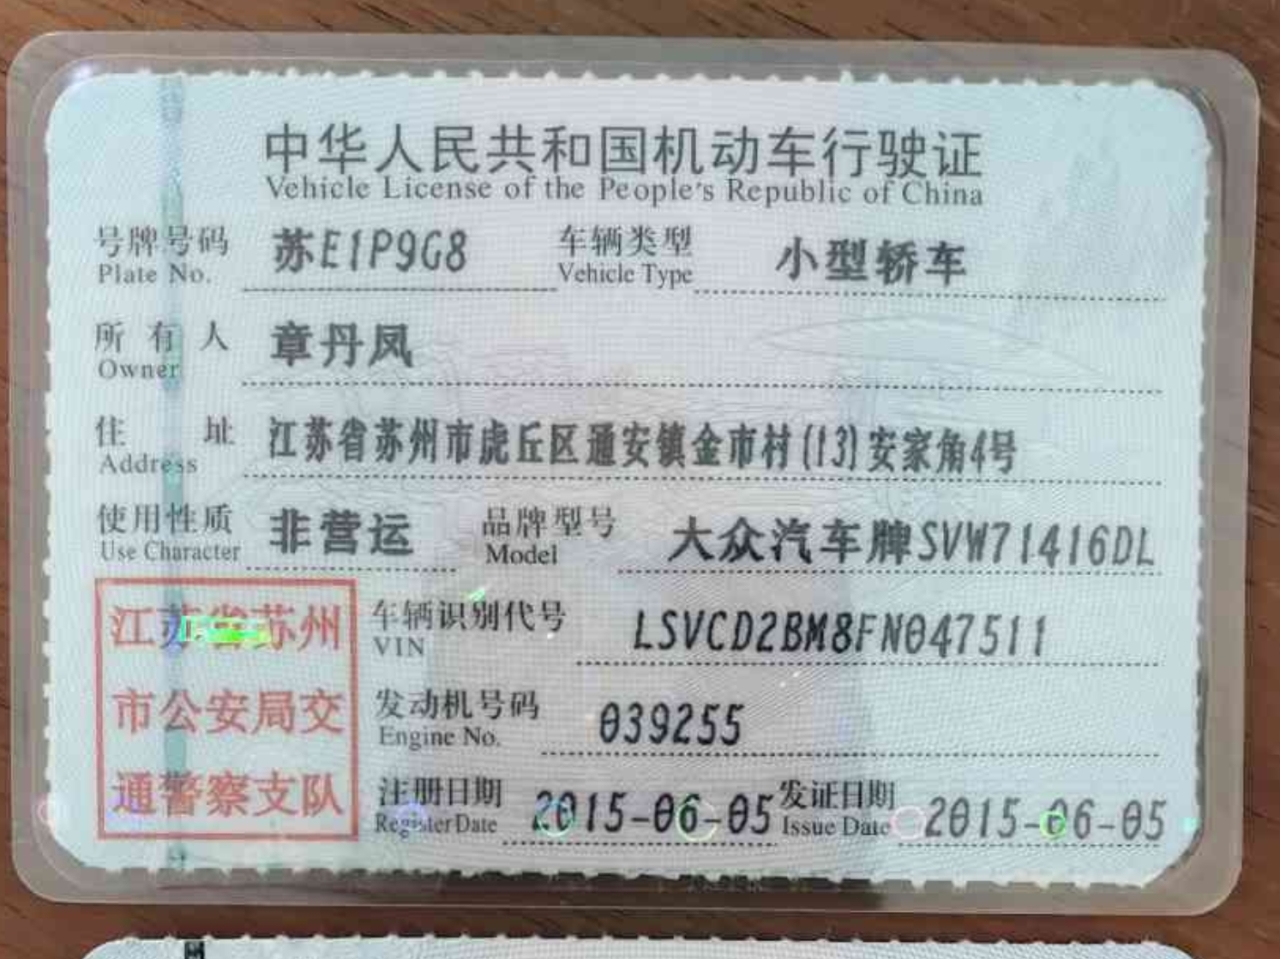 中华人民共和国机动车行驶证
Vehicle License of the People's Republic of China
号牌号码 苏E1P9G8 车辆类型 小型轿车
Plate No. Vehicle Type
所有人 章丹凤
Owner
住址 江苏省苏州市虎丘区通安镇金市村(13)安家角4号
Address
使用性质 非营运 品牌型号 大众汽车牌SVW71416DL
Use Character Model
江苏省苏州
市公安局交
通警察支队
车辆识别代号 LSVCD2BM8FN047511
VIN
发动机号码 039255
Engine No.
注册日期 2015-06-05 发证日期 2015-06-05
Register Date Issue Date